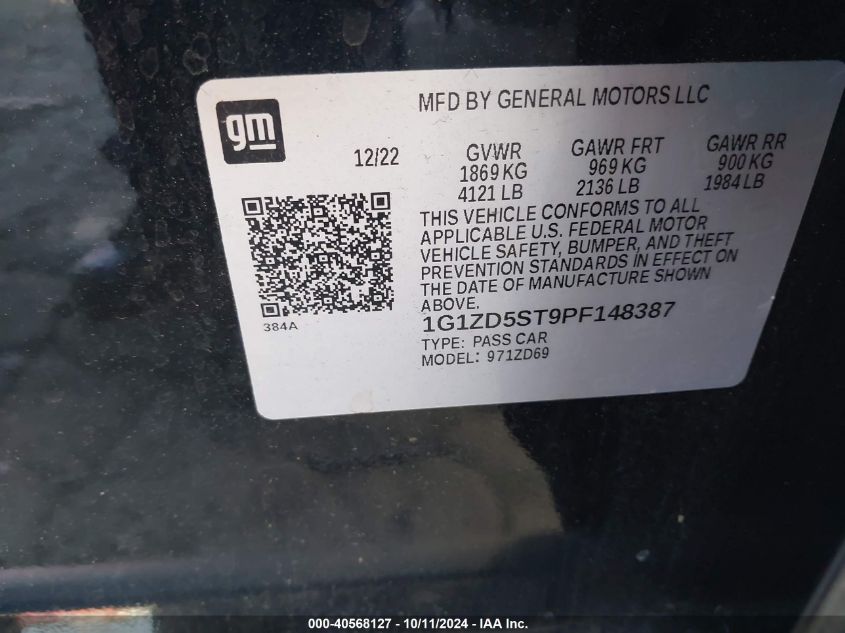 gm
MFD BY GENERAL MOTORS LLC
12/22
GVWR
1869 KG
4121 LB
GAWR FRT
969 KG
2136 LB
GAWR RR
900 KG
1984 LB
THIS VEHICLE CONFORMS TO ALL
APPLICABLE U.S. FEDERAL MOTOR
VEHICLE SAFETY, BUMPER, AND THEFT
PREVENTION STANDARDS IN EFFECT ON
THE DATE OF MANUFACTURE SHOWN
ABOVE.
384A
1G1ZD5ST9PF148387
TYPE: PASS CAR
MODEL: 971ZD69
000-40568127 - 10/11/2024 - IAA Inc.